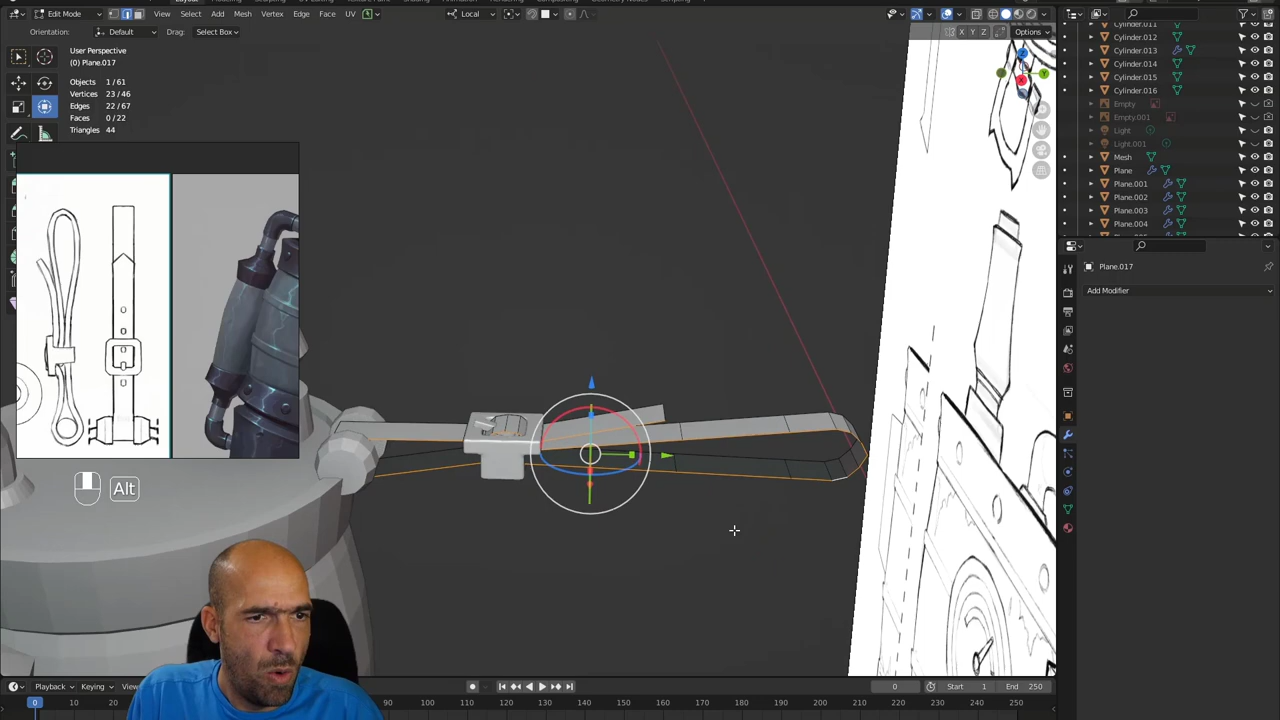 Edit Mode
View
Select
Add
Mesh
Vertex
Edge
Face
UV
Local
Orientation:
Default
Drag:
Select Box
X
Y
Z
Options
User Perspective
(0) Plane.017
Objects 1/61
Vertices 23/46
Edges 22/67
Faces 0/22
Triangles 44
Alt
Cylinder.011
Cylinder.012
Cylinder.013
Cylinder.014
Cylinder.015
Cylinder.016
Empty
Empty.001
Light
Light.001
Mesh
Plane
Plane.001
Plane.002
Plane.003
Plane.004
Plane.017
Add Modifier
Playback
Keying
View
0
Start 1
End 250
0
10
20
90
100
110
120
130
140
150
160
170
180
190
200
210
220
230
240
250